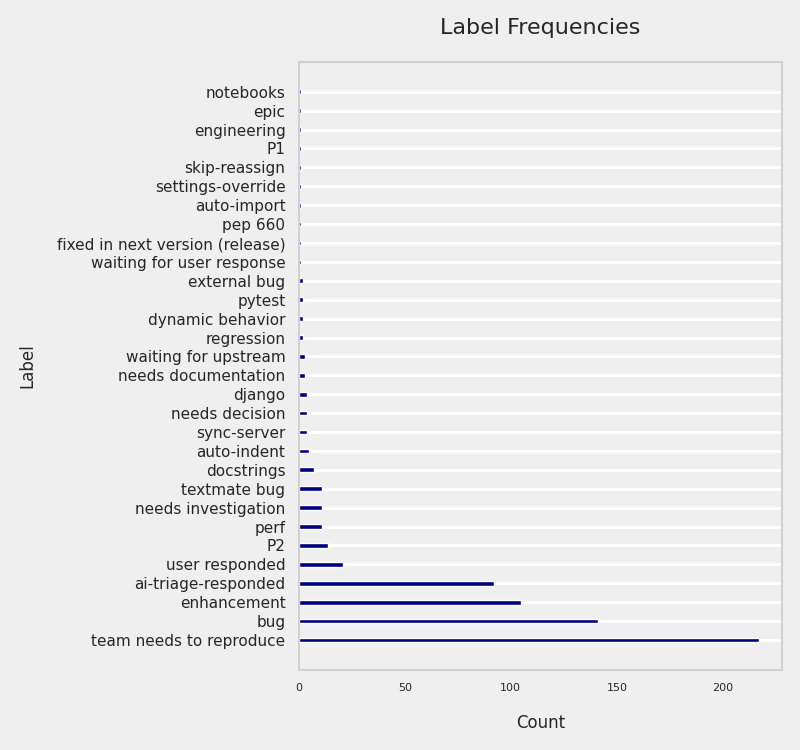 Label Frequencies
notebooks
epic
engineering
P1
skip-reassign
settings-override
auto-import
pep 660
fixed in next version (release)
waiting for user response
external bug
pytest
dynamic behavior
regression
waiting for upstream
needs documentation
django
needs decision
sync-server
auto-indent
docstrings
textmate bug
needs investigation
perf
P2
user responded
ai-triage-responded
enhancement
bug
team needs to reproduce
Label
0 50 100 150 200
Count